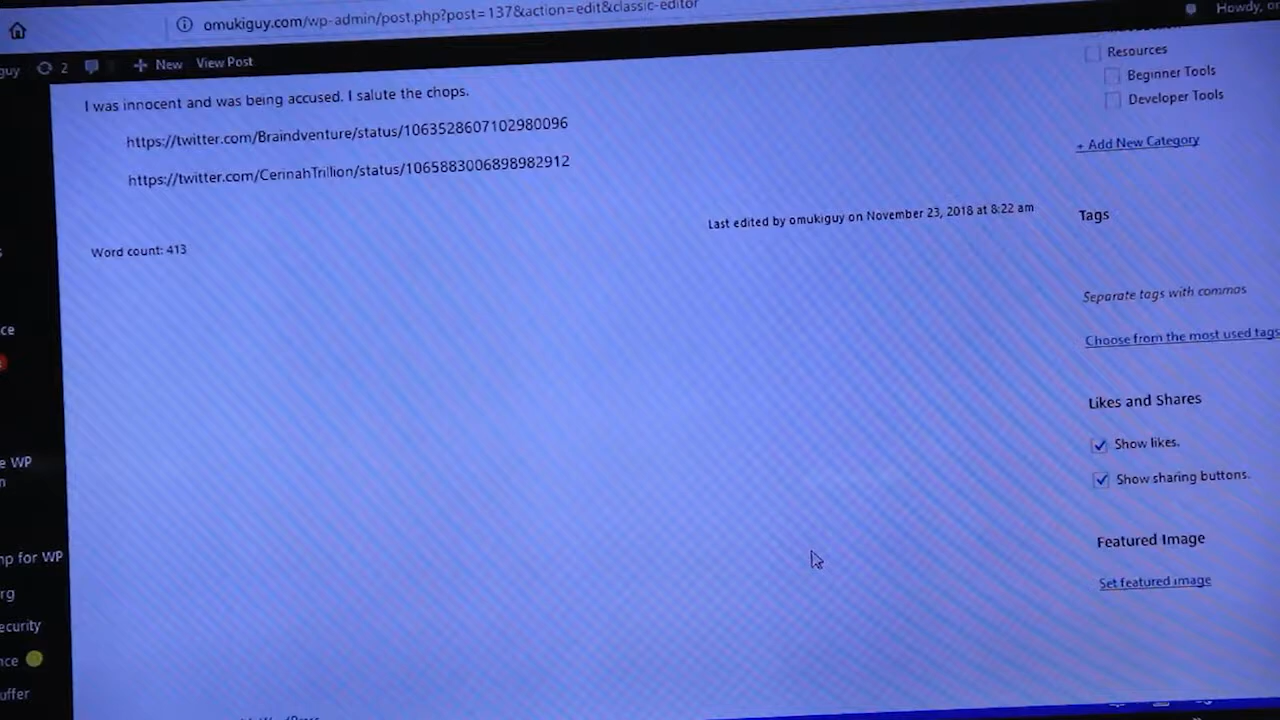 omukiguy.com/wp-admin/post.php?post=137&action=edit&classic-editor
Howdy,
guy 2 New View Post
I was innocent and was being accused. I salute the chops.
https://twitter.com/Braindventure/status/1063528607102980096
https://twitter.com/CerinahTrillion/status/1065883006898982912
Word count: 413
Last edited by omukiguy on November 23, 2018 at 8:22 am
Resources
Beginner Tools
Developer Tools
+ Add New Category
Tags
Separate tags with commas
Choose from the most used tags
Likes and Shares
Show likes.
Show sharing buttons.
Featured Image
Set featured image
ce
e WP
n
mp for WP
rg
ecurity
nce
uffer